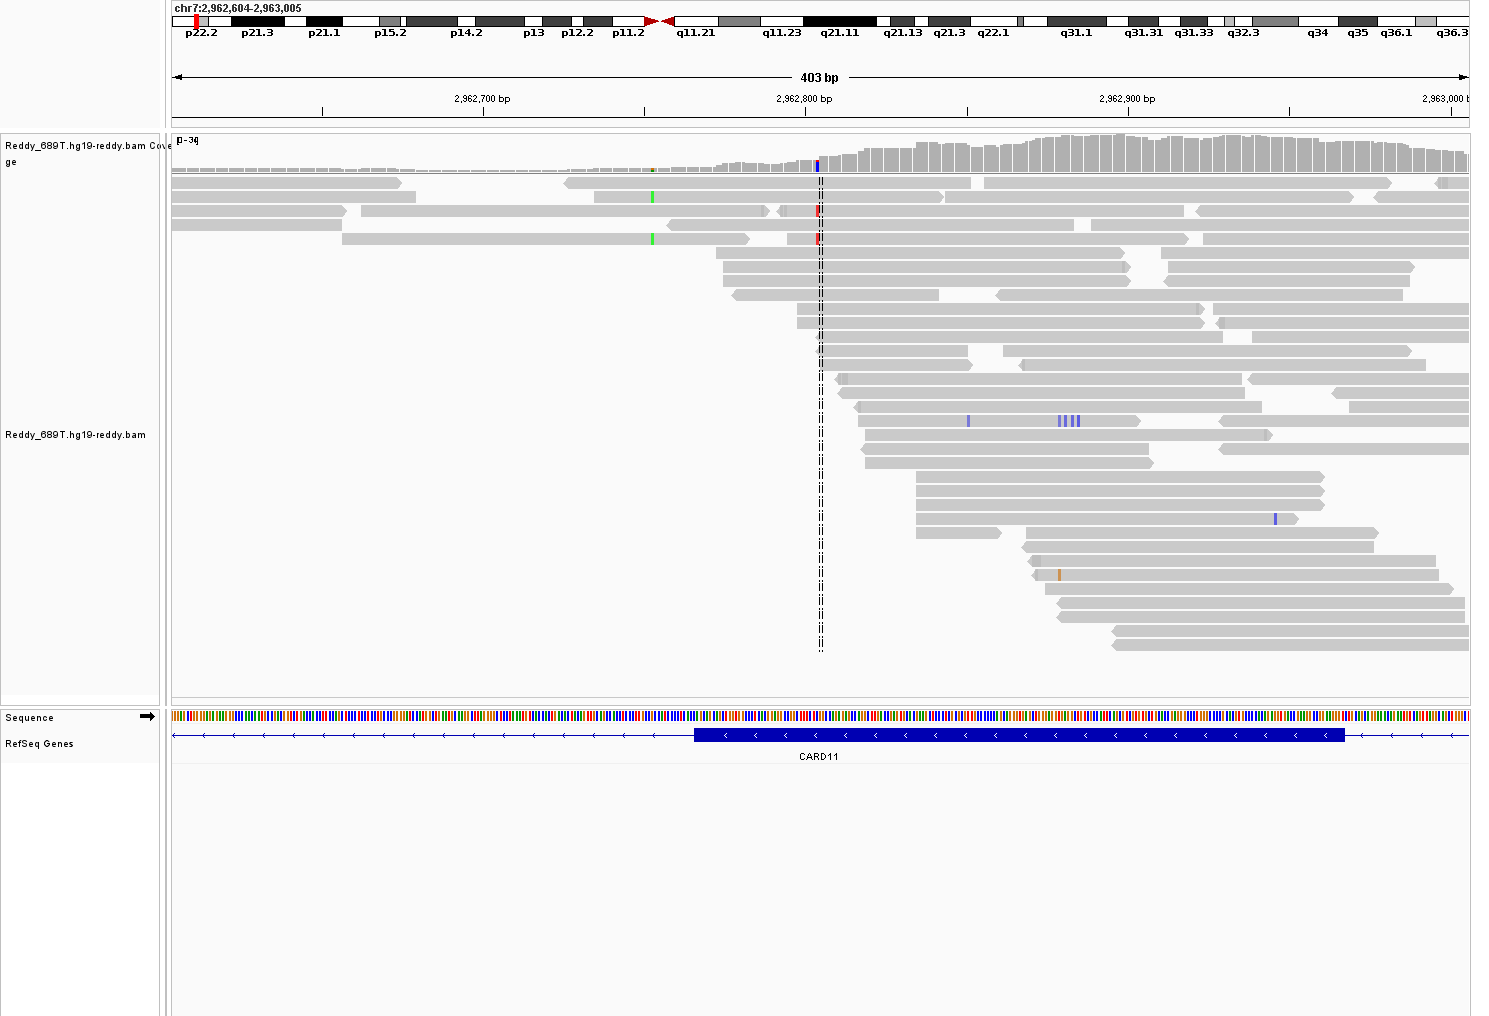 chr7:2,962,604-2,963,005
p22.2 p21.3 p21.1 p15.2 p14.2 p13 p12.2 p11.2 q11.21 q11.23 q21.11 q21.13 q21.3 q22.1 q31.1 q31.31 q31.33 q32.3 q34 q35 q36.1 q36.3
403 bp
2,962,700 bp 2,962,800 bp 2,962,900 bp 2,963,000 b
Reddy_689T.hg19-reddy.bam Cove
ge
Reddy_689T.hg19-reddy.bam
Sequence
RefSeq Genes
CARD11